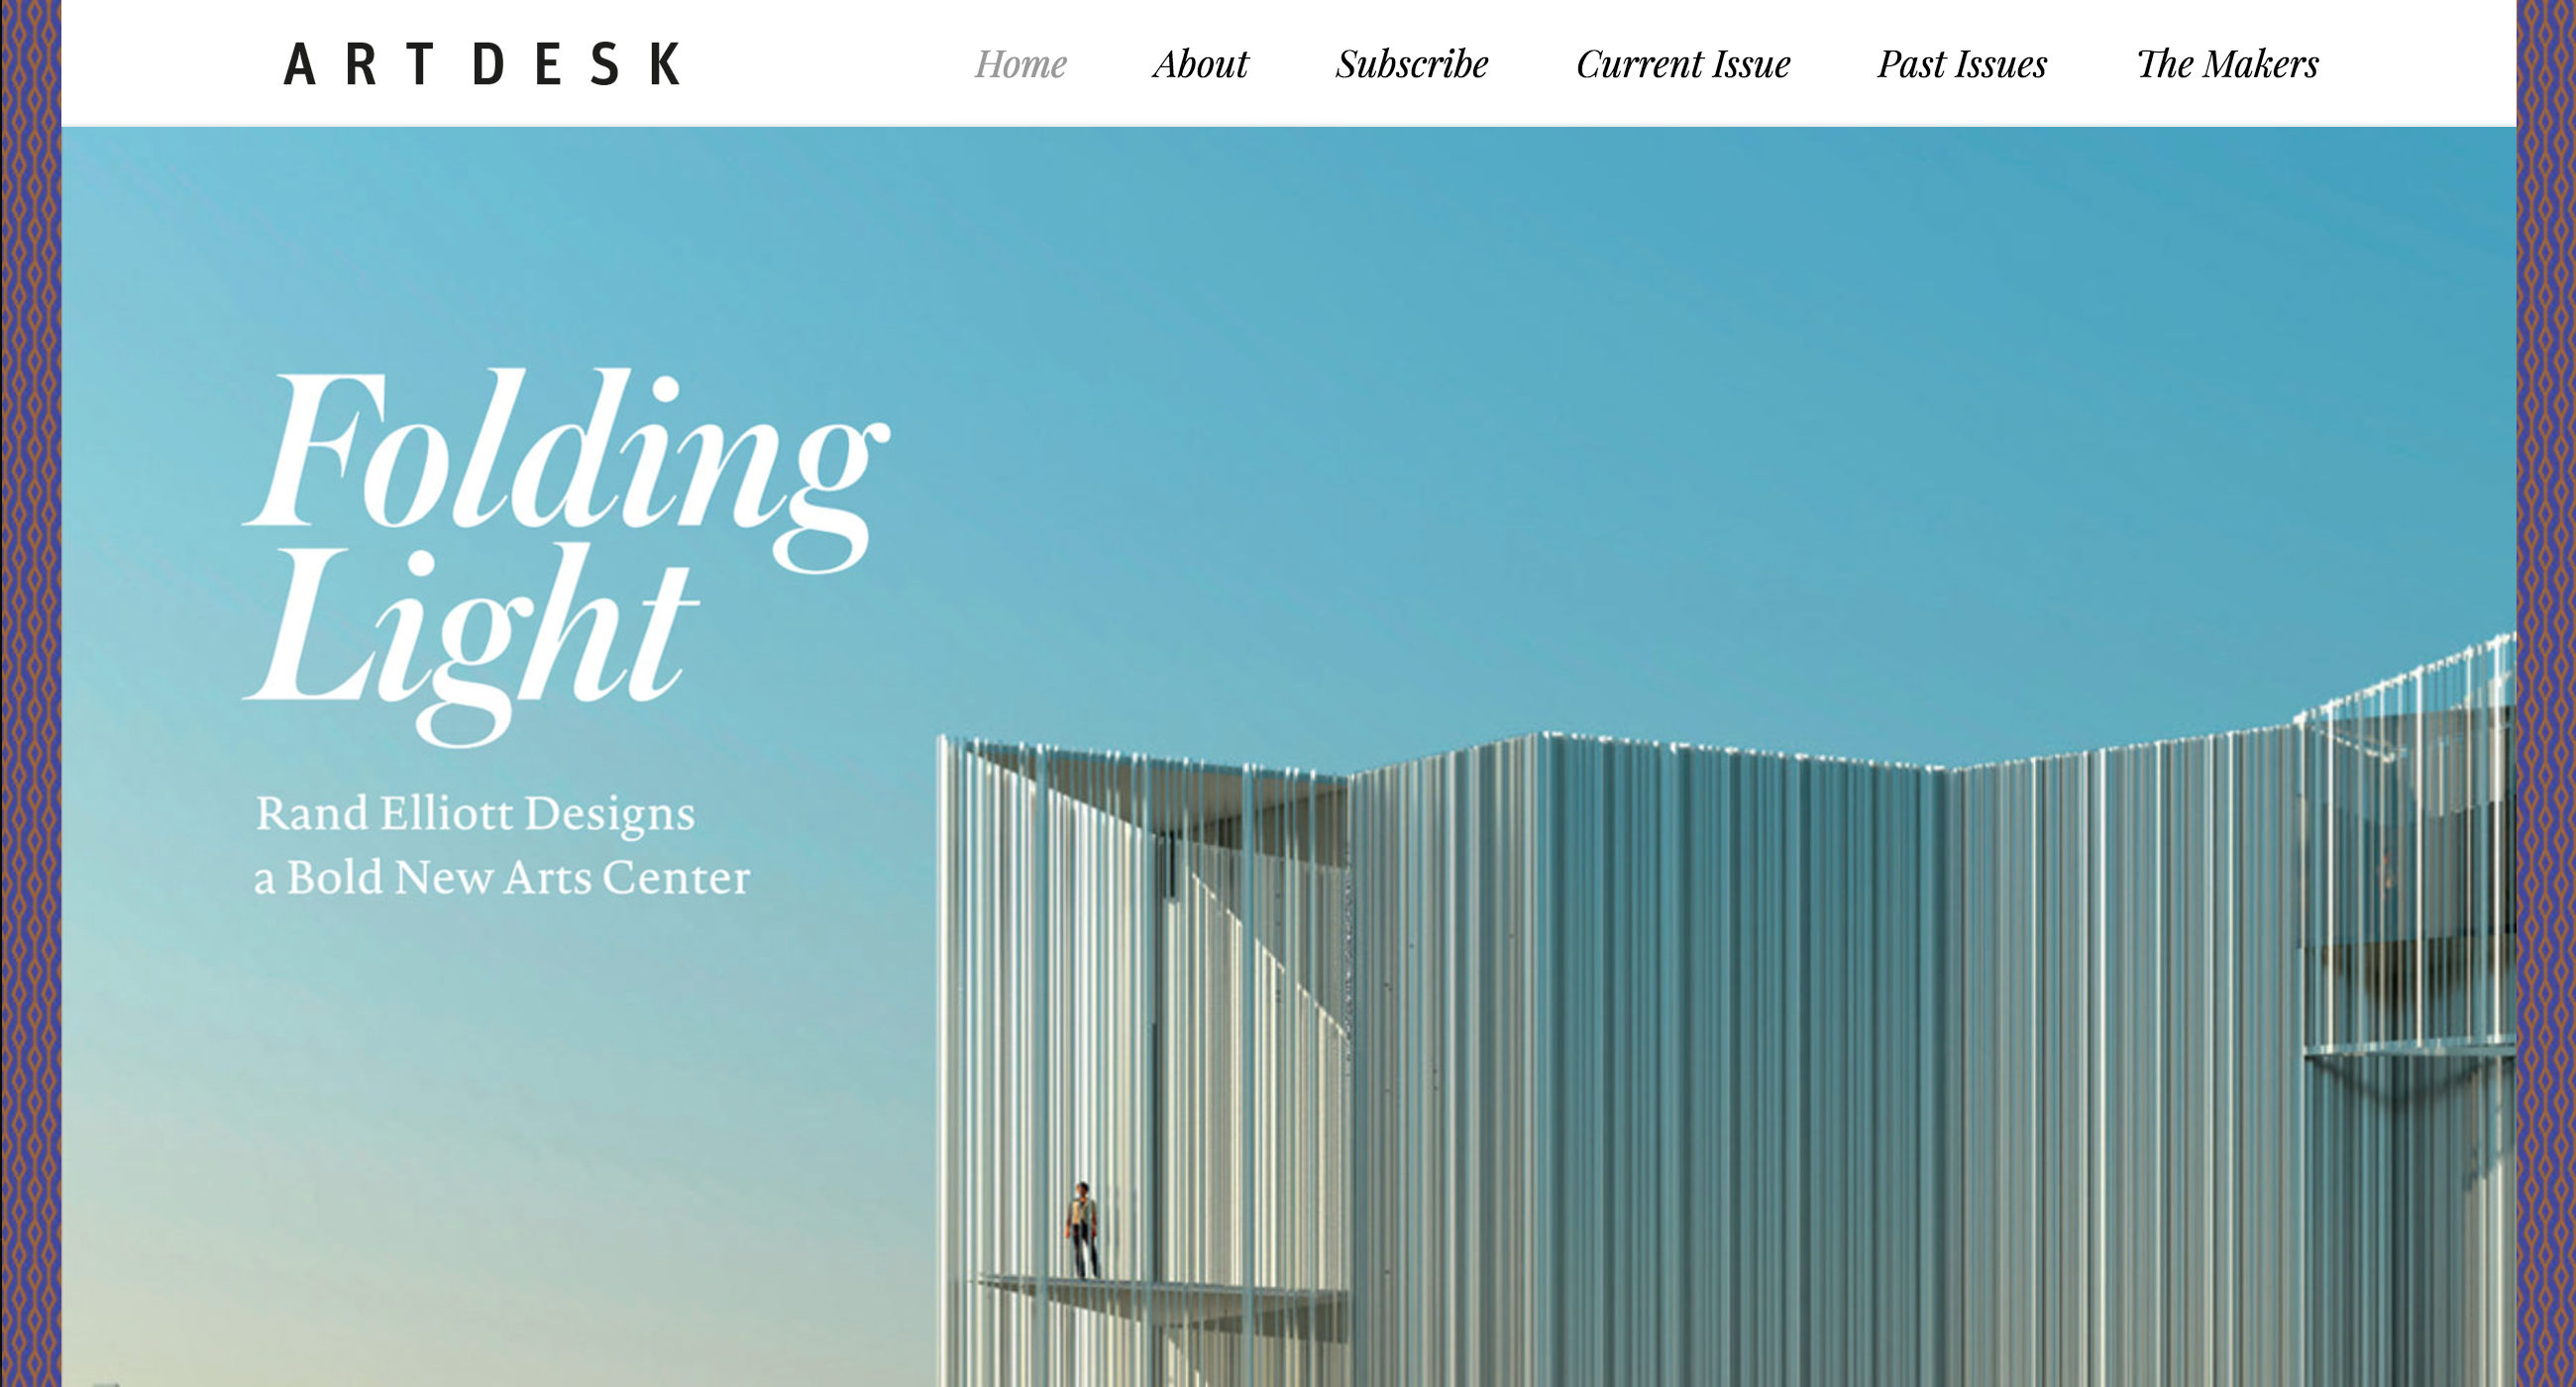 ARTDESK
Home About Subscribe Current Issue Past Issues The Makers
Folding
Light
Rand Elliott Designs
a Bold New Arts Center